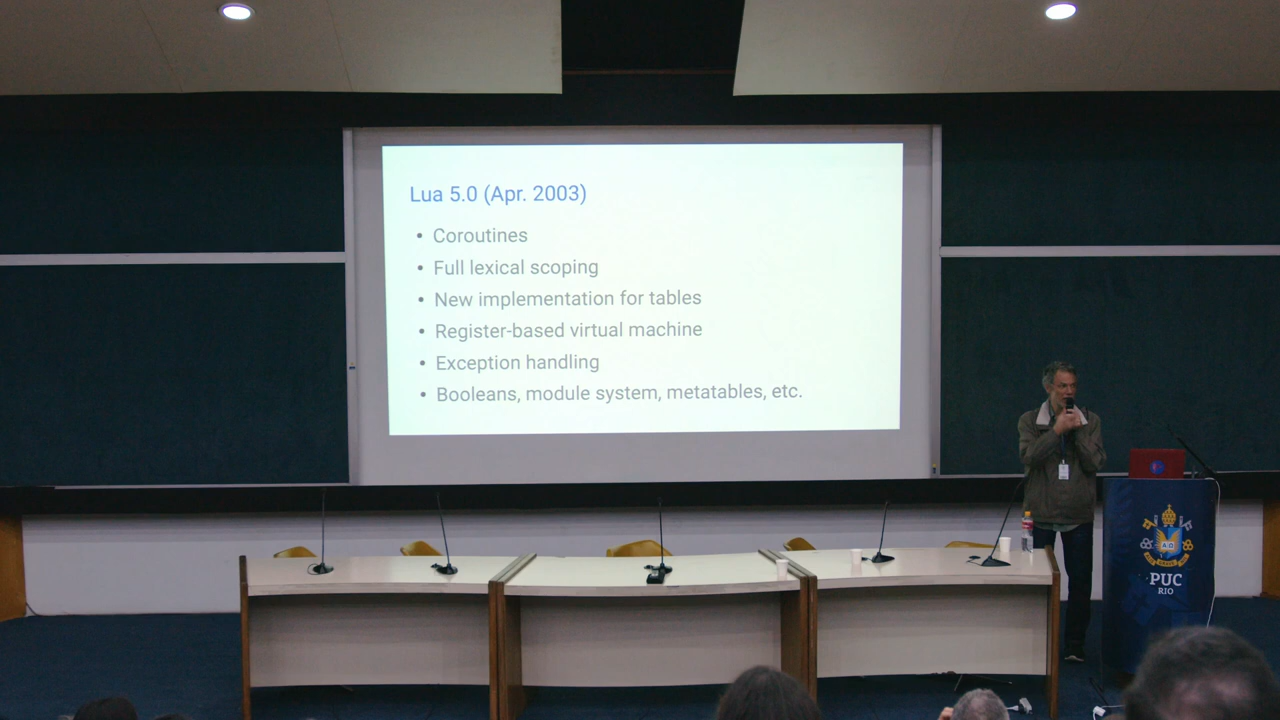 Lua 5.0 (Apr. 2003)
• Coroutines
• Full lexical scoping
• New implementation for tables
• Register-based virtual machine
• Exception handling
• Booleans, module system, metatables, etc.
PUC
RIO